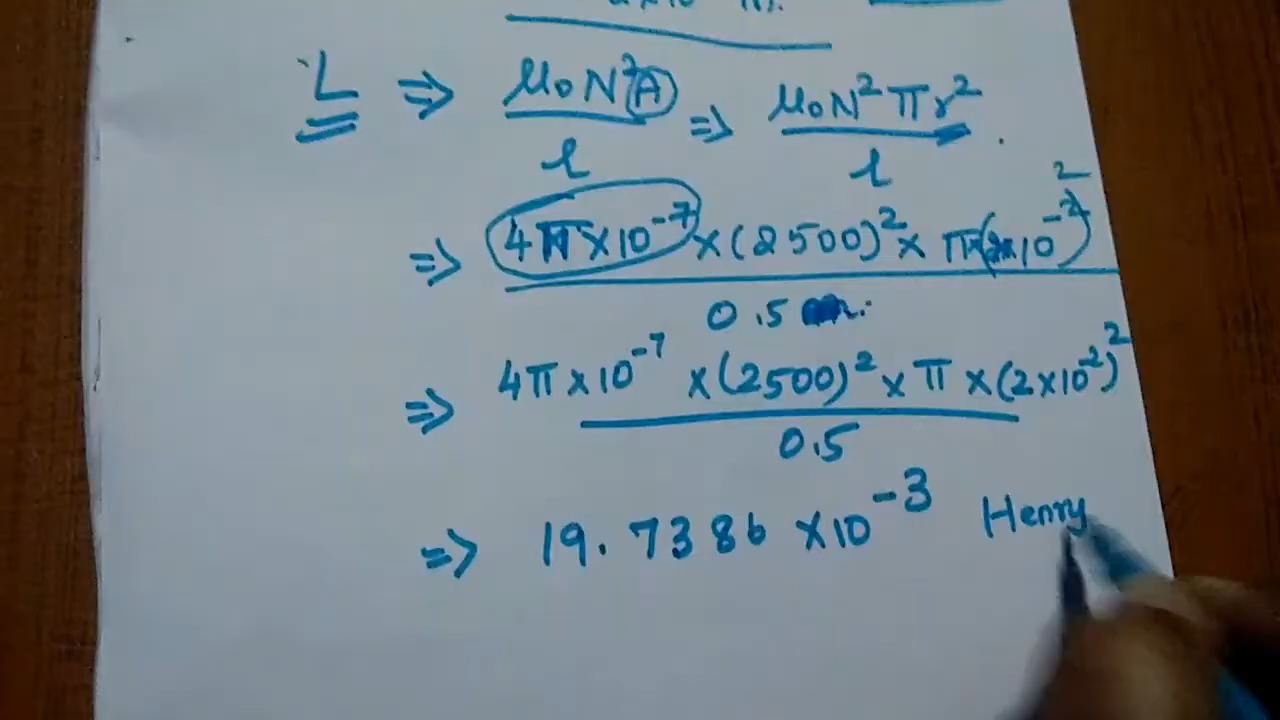 L ⇒ μ₀N²A / l ⇒ μ₀N²πr² / l .
⇒ 4π×10⁻⁷ ×(2500)² × π(2×10⁻²)² / 0.5
⇒ 4π×10⁻⁷ ×(2500)² × π ×(2×10⁻²)² / 0.5
⇒ 19.7386 ×10⁻³ Henry